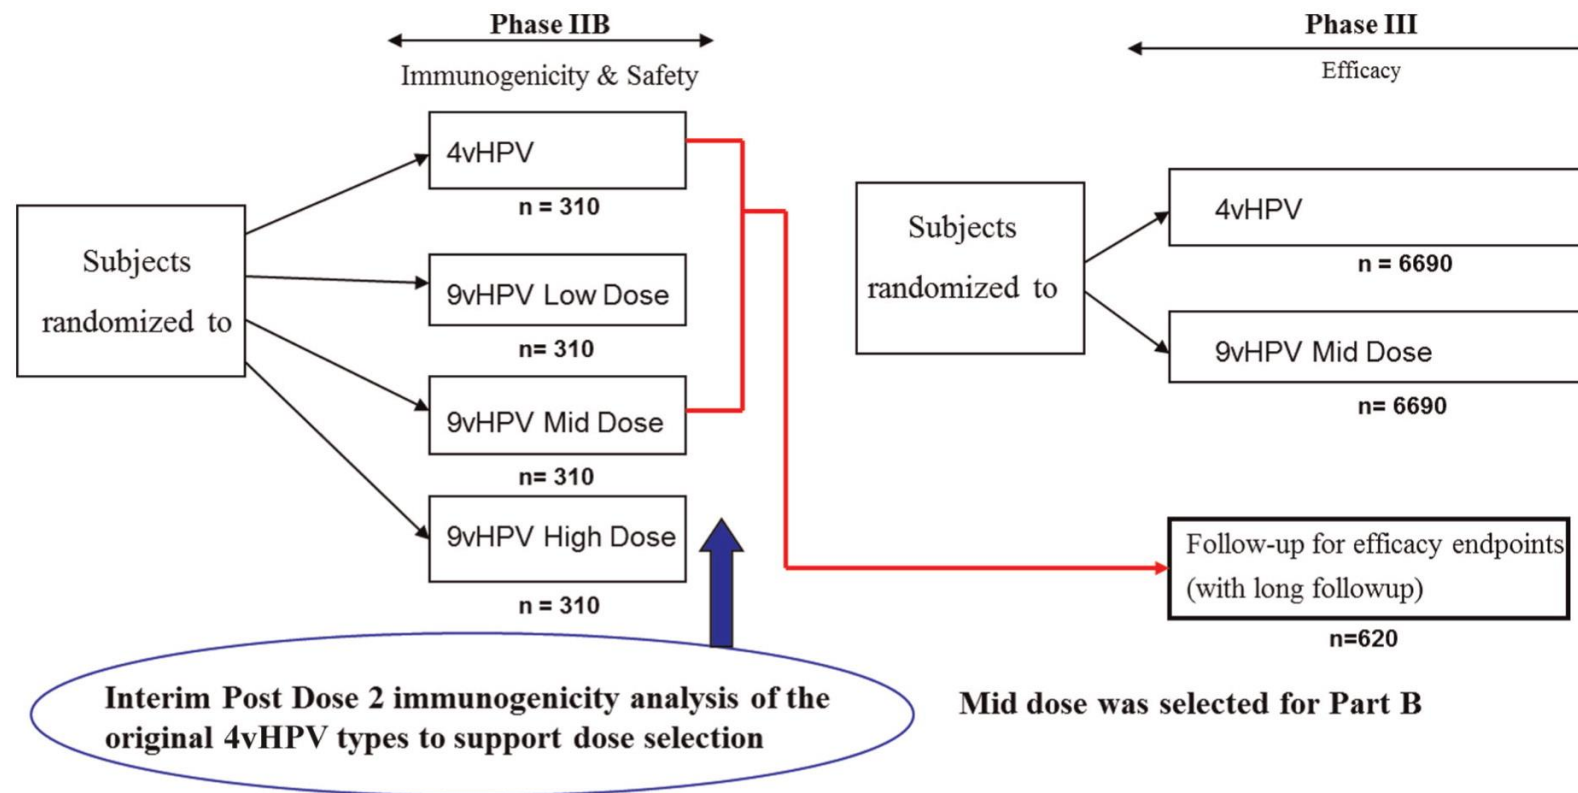 Phase IIB
Immunogenicity & Safety
Subjects
randomized to
4vHPV
n = 310
9vHPV Low Dose
n= 310
9vHPV Mid Dose
n= 310
9vHPV High Dose
n = 310
Interim Post Dose 2 immunogenicity analysis of the
original 4vHPV types to support dose selection
Phase III
Efficacy
Subjects
randomized to
4vHPV
n = 6690
9vHPV Mid Dose
n= 6690
Follow-up for efficacy endpoints
(with long followup)
n=620
Mid dose was selected for Part B